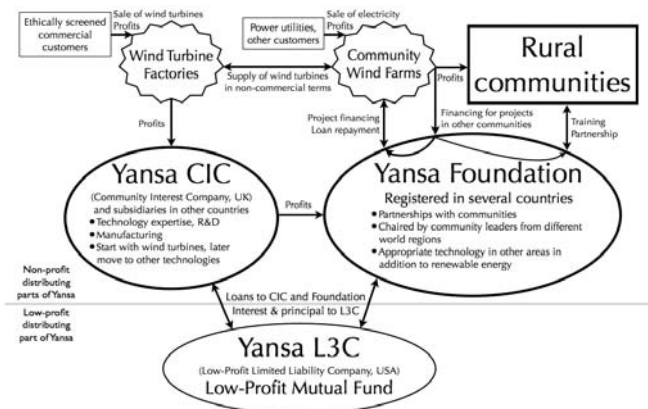 Ethically screened
commercial
customers
Sale of wind turbines
Profits
Wind Turbine
Factories
Power utilities,
other customers
Sale of electricity
Profits
Community
Wind Farms
Supply of wind turbines
in non-commercial terms
Profits
Rural
communities
Profits
Project financing
Loan repayment
Financing for projects
in other communities
Training
Partnership
Yansa CIC
(Community Interest Company, UK)
and subsidiaries in other countries
• Technology expertise, R&D
• Manufacturing
• Start with wind turbines, later
move to other technologies
Profits
Yansa Foundation
Registered in several countries
• Partnerships with communities
• Chaired by community leaders from different
world regions
• Appropriate technology in other areas in
addition to renewable energy
Non-profit
distributing
parts of Yansa
Low-profit
distributing
part of Yansa
Loans to CIC and Foundation
Interest & principal to L3C
Yansa L3C
(Low-Profit Limited Liability Company, USA)
Low-Profit Mutual Fund